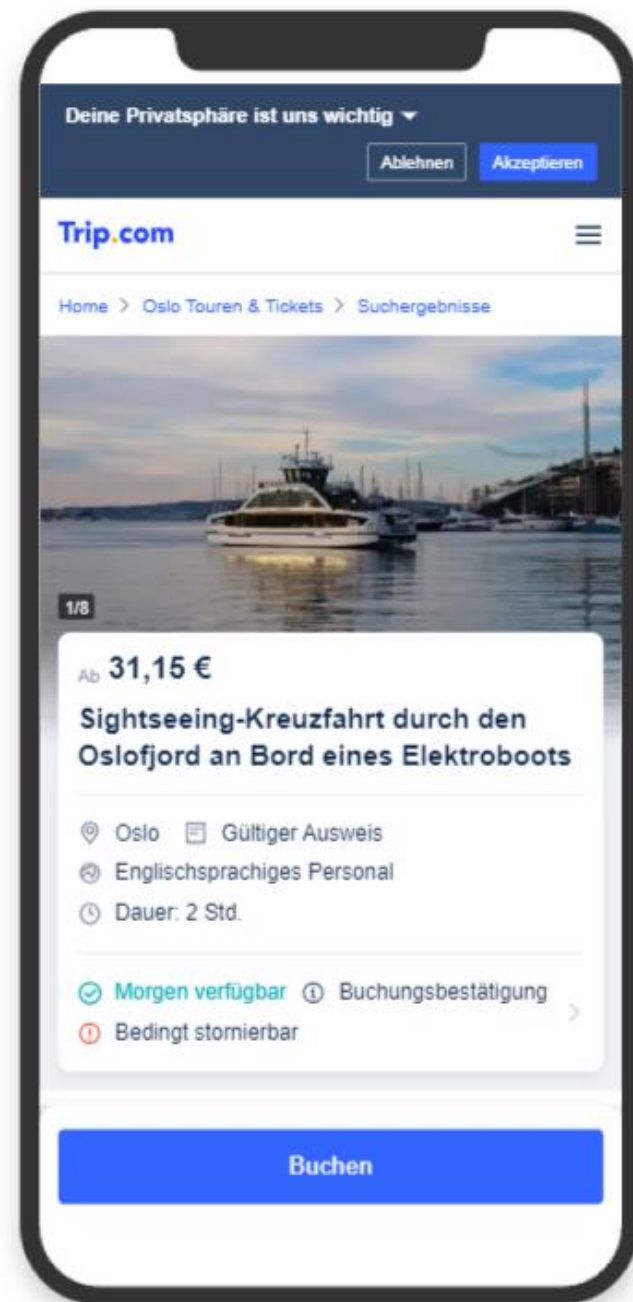 Deine Privatsphäre ist uns wichtig
Ablehnen Akzeptieren
Trip.com
Home > Oslo Touren & Tickets > Suchergebnisse
1/8
Ab 31,15 €
Sightseeing-Kreuzfahrt durch den
Oslofjord an Bord eines Elektroboots
Oslo Gültiger Ausweis
Englischsprachiges Personal
Dauer: 2 Std.
Morgen verfügbar Buchungsbestätigung
Bedingt stornierbar
Buchen